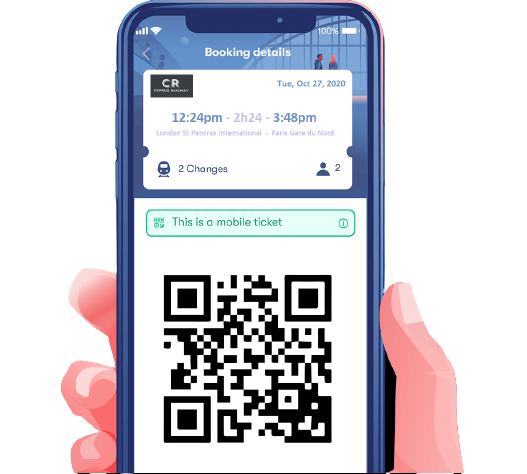 100%
Booking details
CR
CYPRUS RAILWAY
Tue, Oct 27, 2020
12:24pm - 2h24 - 3:48pm
London St Pancras International - Paris Gare du Nord
2 Changes
2
This is a mobile ticket